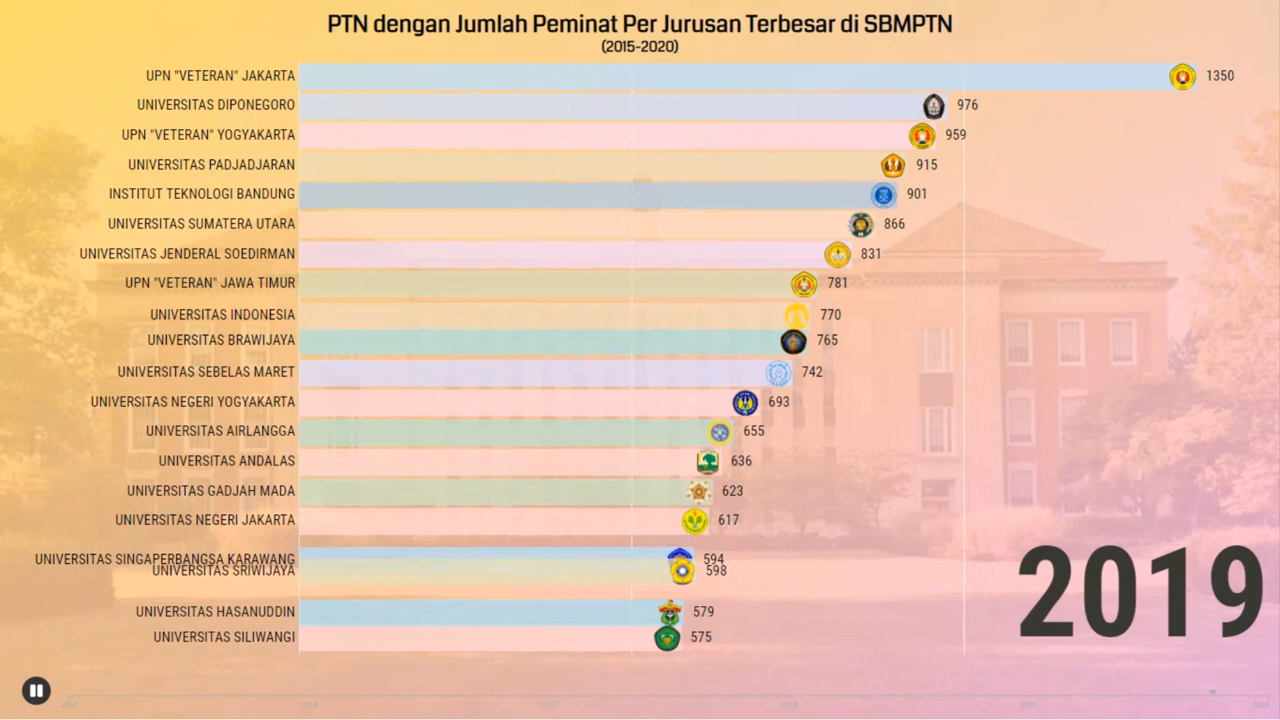 PTN dengan Jumlah Peminat Per Jurusan Terbesar di SBMPTN
(2015-2020)
UPN "VETERAN" JAKARTA 1350
UNIVERSITAS DIPONEGORO 976
UPN "VETERAN" YOGYAKARTA 959
UNIVERSITAS PADJADJARAN 915
INSTITUT TEKNOLOGI BANDUNG 901
UNIVERSITAS SUMATERA UTARA 866
UNIVERSITAS JENDERAL SOEDIRMAN 831
UPN "VETERAN" JAWA TIMUR 781
UNIVERSITAS INDONESIA 770
UNIVERSITAS BRAWIJAYA 765
UNIVERSITAS SEBELAS MARET 742
UNIVERSITAS NEGERI YOGYAKARTA 693
UNIVERSITAS AIRLANGGA 655
UNIVERSITAS ANDALAS 636
UNIVERSITAS GADJAH MADA 623
UNIVERSITAS NEGERI JAKARTA 617
UNIVERSITAS SINGAPERBANGSA KARAWANG 594
UNIVERSITAS SRIWIJAYA 598
UNIVERSITAS HASANUDDIN 579
UNIVERSITAS SILIWANGI 575
2019